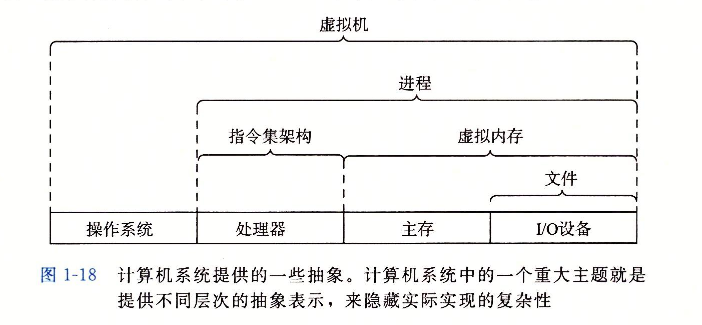 虚拟机
进程
指令集架构 虚拟内存
文件
操作系统 处理器 主存 I/O设备
图 1-18 计算机系统提供的一些抽象。计算机系统中的一个重大主题就是
提供不同层次的抽象表示，来隐藏实际实现的复杂性